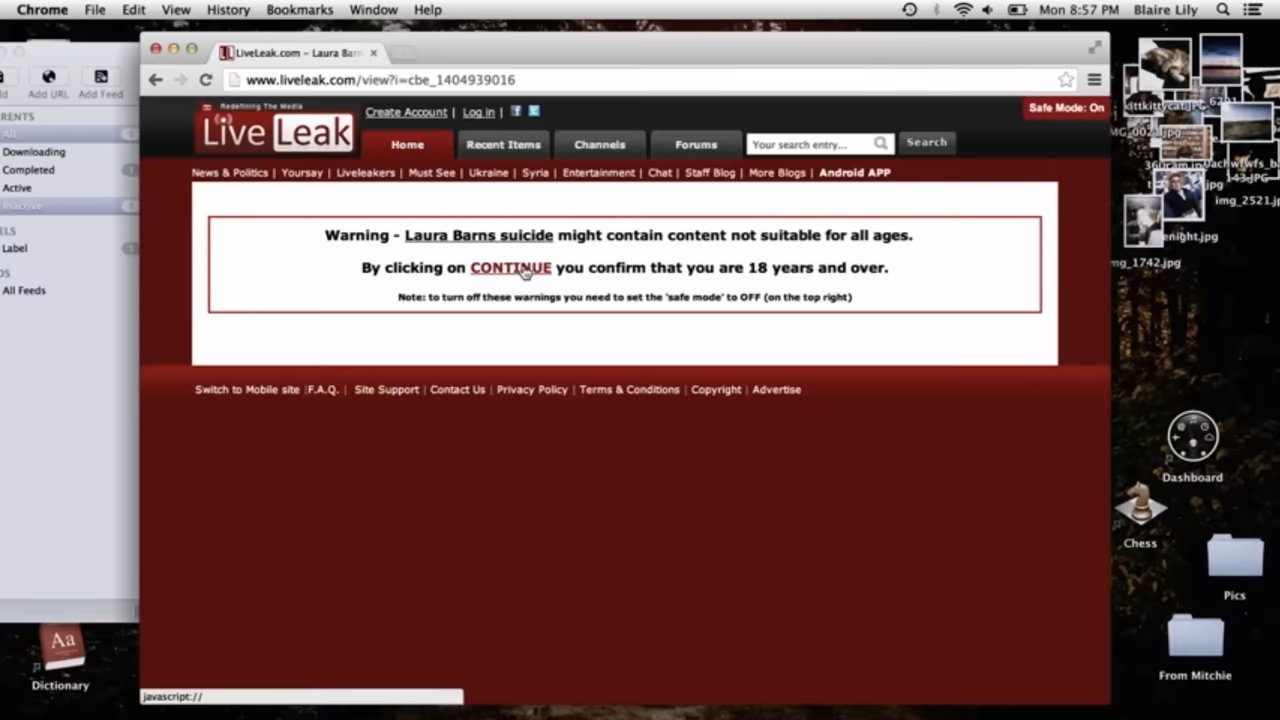 Chrome File Edit View History Bookmarks Window Help
Mon 8:57 PM Blaire Lily
LiveLeak.com - Laura Bar
www.liveleak.com/view?i=cbe_1404939016
Add URL Add Feed
All
Downloading
Completed
Active
Inactive
Label
All Feeds
Redefining The Media
Live Leak
Create Account | Log in |
Safe Mode: On
Home Recent Items Channels Forums Your search entry... Search
News & Politics | Yoursay | Liveleakers | Must See | Ukraine | Syria | Entertainment | Chat | Staff Blog | More Blogs | Android APP
Warning - Laura Barns suicide might contain content not suitable for all ages.
By clicking on CONTINUE you confirm that you are 18 years and over.
Note: to turn off these warnings you need to set the 'safe mode' to OFF (on the top right)
Switch to Mobile site | F.A.Q. | Site Support | Contact Us | Privacy Policy | Terms & Conditions | Copyright | Advertise
img_2521.jp
enight.jpg
mg_1742.jpg
Dashboard
Chess
Pics
From Mitchie
Aa
Dictionary
javascript://